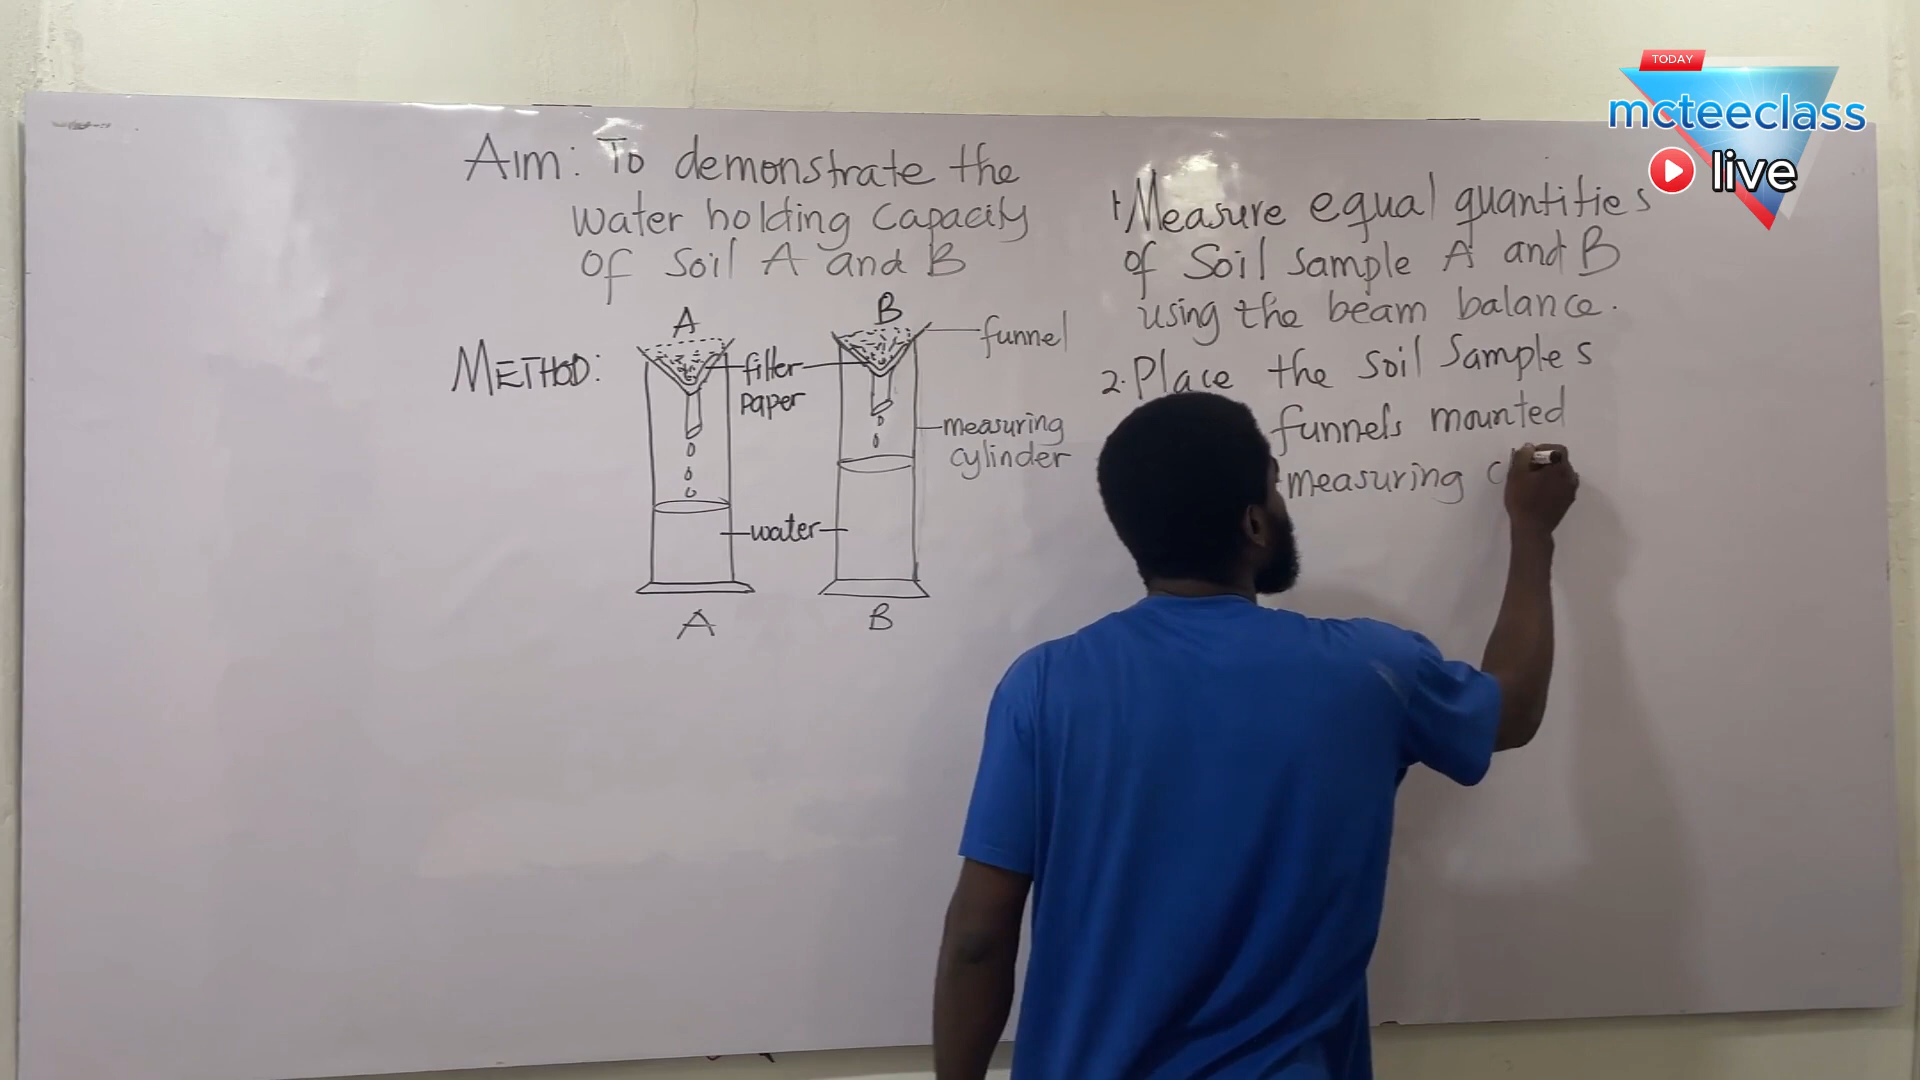 TODAY
mcteeclass
live
Aim: To demonstrate the
water holding capacity
of soil A and B
METHOD:
A
B
funnel
filter
paper
measuring
cylinder
water
A
B
1 Measure equal quantities
of soil sample A and B
using the beam balance.
2. Place the soil samples
funnels mounted
measuring c